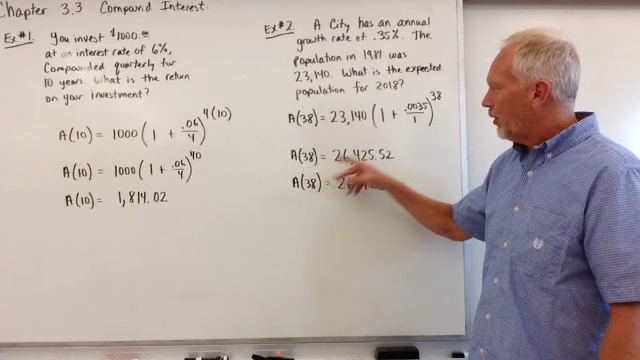 Chapter 3.3 Compound Interest.
Ex#1. You invest $1000.00
at an interest rate of 6%,
Compounded quarterly for
10 years. What is the return
on your investment?
A(10) = 1000 (1 + .06/4)^4(10)
A(10) = 1000 (1 + .06/4)^40
A(10) = 1,814.02
Ex#2. A City has an annual
growth rate of .35%. The
population in 1981 was
23,140. What is the expected
population for 2018?
A(38) = 23,140 (1 + .0035/1)^38
A(38) = 26,425.52
A(38) =